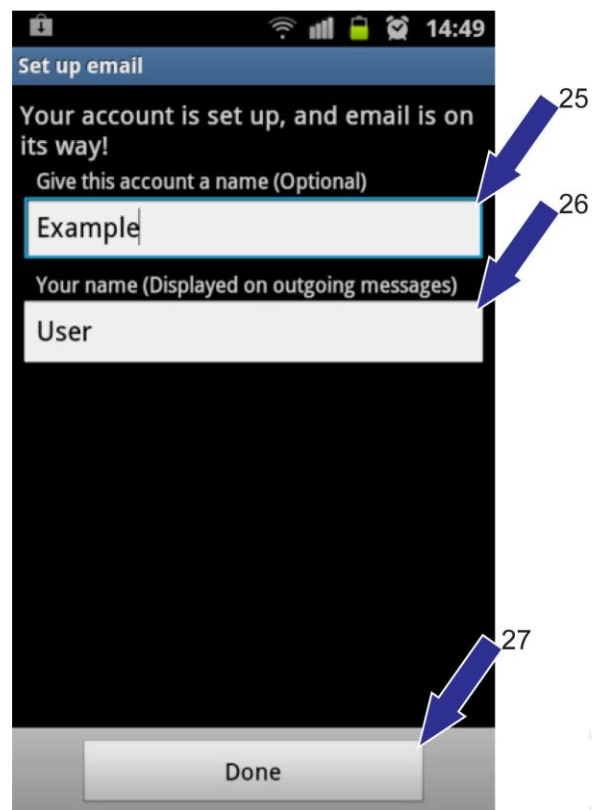 14:49
Set up email
25
Your account is set up, and email is on
its way!
Give this account a name (Optional)
26
Example
Your name (Displayed on outgoing messages)
User
27
Done